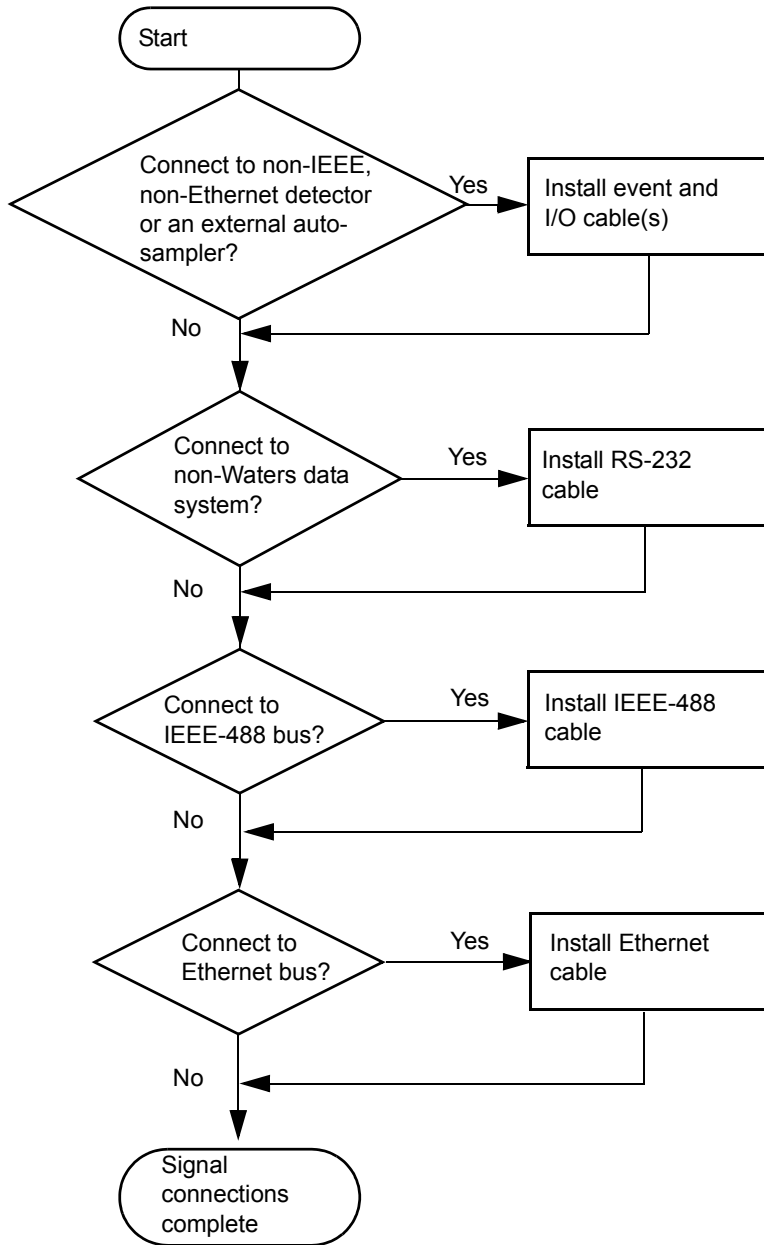 Start
Connect to non-IEEE,
non-Ethernet detector
or an external auto-
sampler?
Yes
Install event and
I/O cable(s)
No
Connect to
non-Waters data
system?
Yes
Install RS-232
cable
No
Connect to
IEEE-488 bus?
Yes
Install IEEE-488
cable
No
Connect to
Ethernet bus?
Yes
Install Ethernet
cable
No
Signal
connections
complete